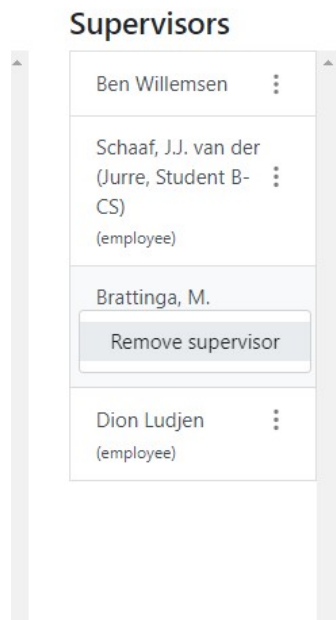 Supervisors
Ben Willemsen
Schaaf, J.J. van der
(Jurre, Student B-
CS)
(employee)
Brattinga, M.
Remove supervisor
Dion Ludjen
(employee)